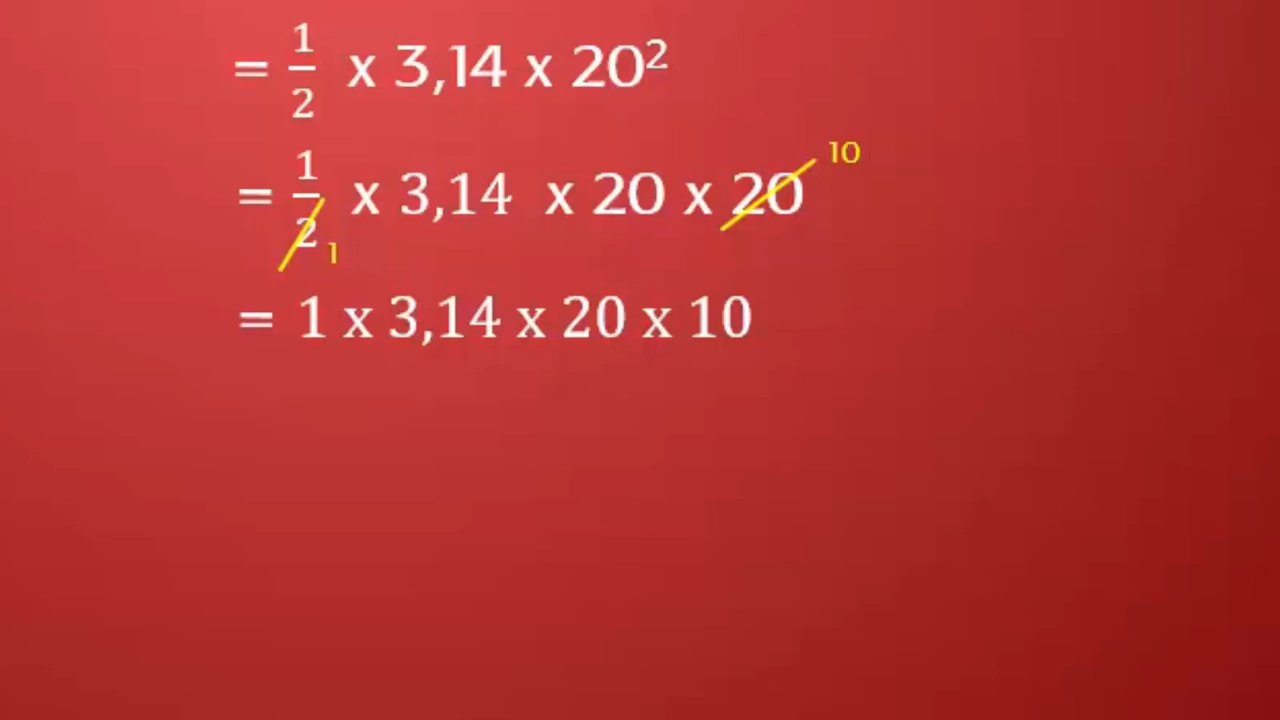 = 1/2 x 3,14 x 20²
= 1/2 x 3,14 x 20 x 20 10
1
= 1 x 3,14 x 20 x 10